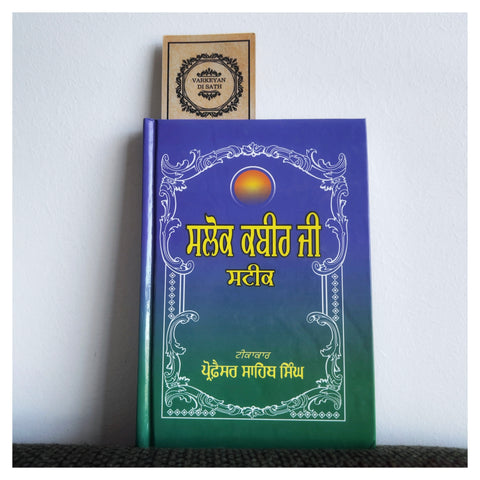 VARKEYAN
DI SATH
ਸਲੋਕ ਕਬੀਰ ਜੀ
ਸਟੀਕ
ਟੀਕਾਕਾਰ
ਪ੍ਰੋਫੈਸਰ ਸਾਹਿਬ ਸਿੰਘ